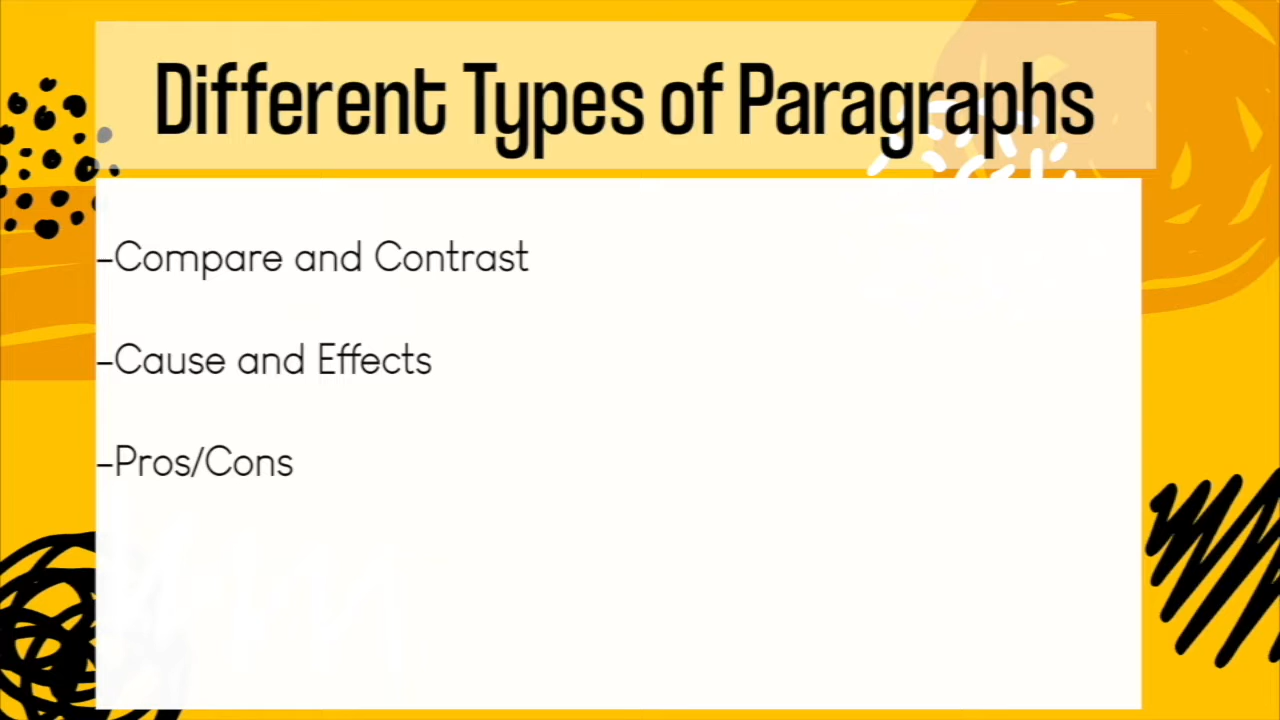 Different Types of Paragraphs
-Compare and Contrast
-Cause and Effects
-Pros/Cons